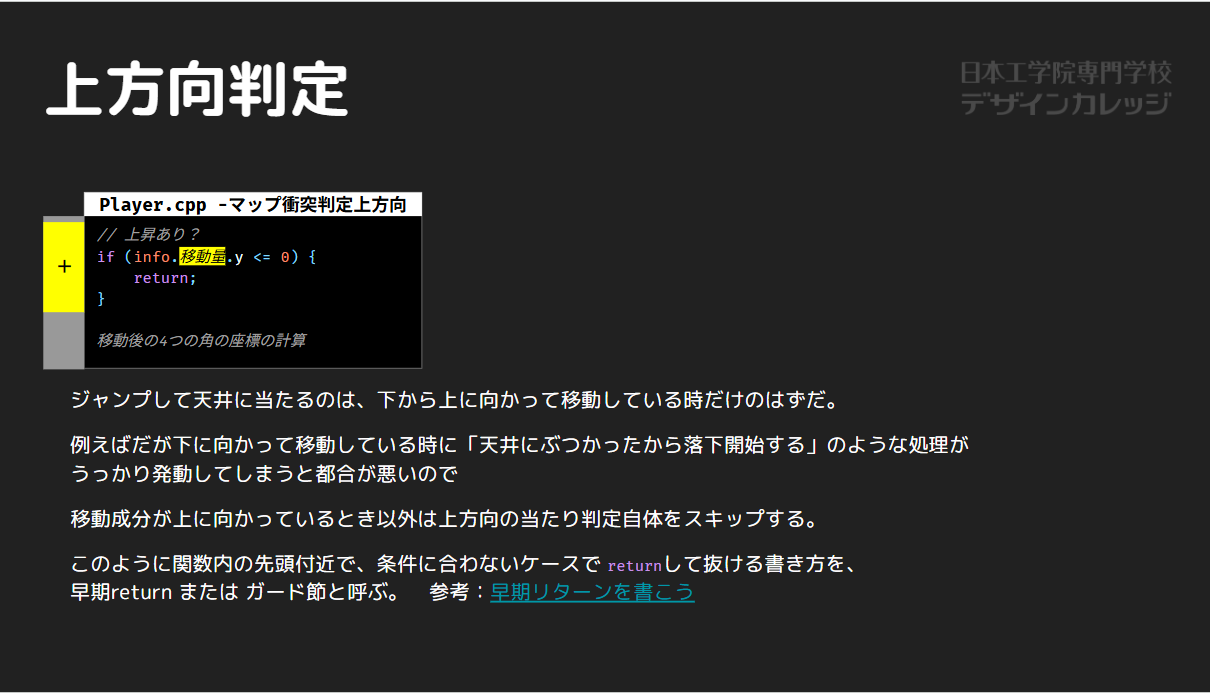 上方向判定
日本工学院専門学校
デザインカレッジ
Player.cpp -マップ衝突判定上方向
+
// 上昇あり？
if (info.移動量.y <= 0) {
return;
}
移動後の4つの角の座標の計算
ジャンプして天井に当たるのは、下から上に向かって移動している時だけのはずだ。
例えばだが下に向かって移動している時に「天井にぶつかったから落下開始する」のような処理が
うっかり発動してしまうと都合が悪いので
移動成分が上に向かっているとき以外は上方向の当たり判定自体をスキップする。
このように関数内の先頭付近で、条件に合わないケースで returnして抜ける書き方を、
早期return または ガード節と呼ぶ。　参考：早期リターンを書こう